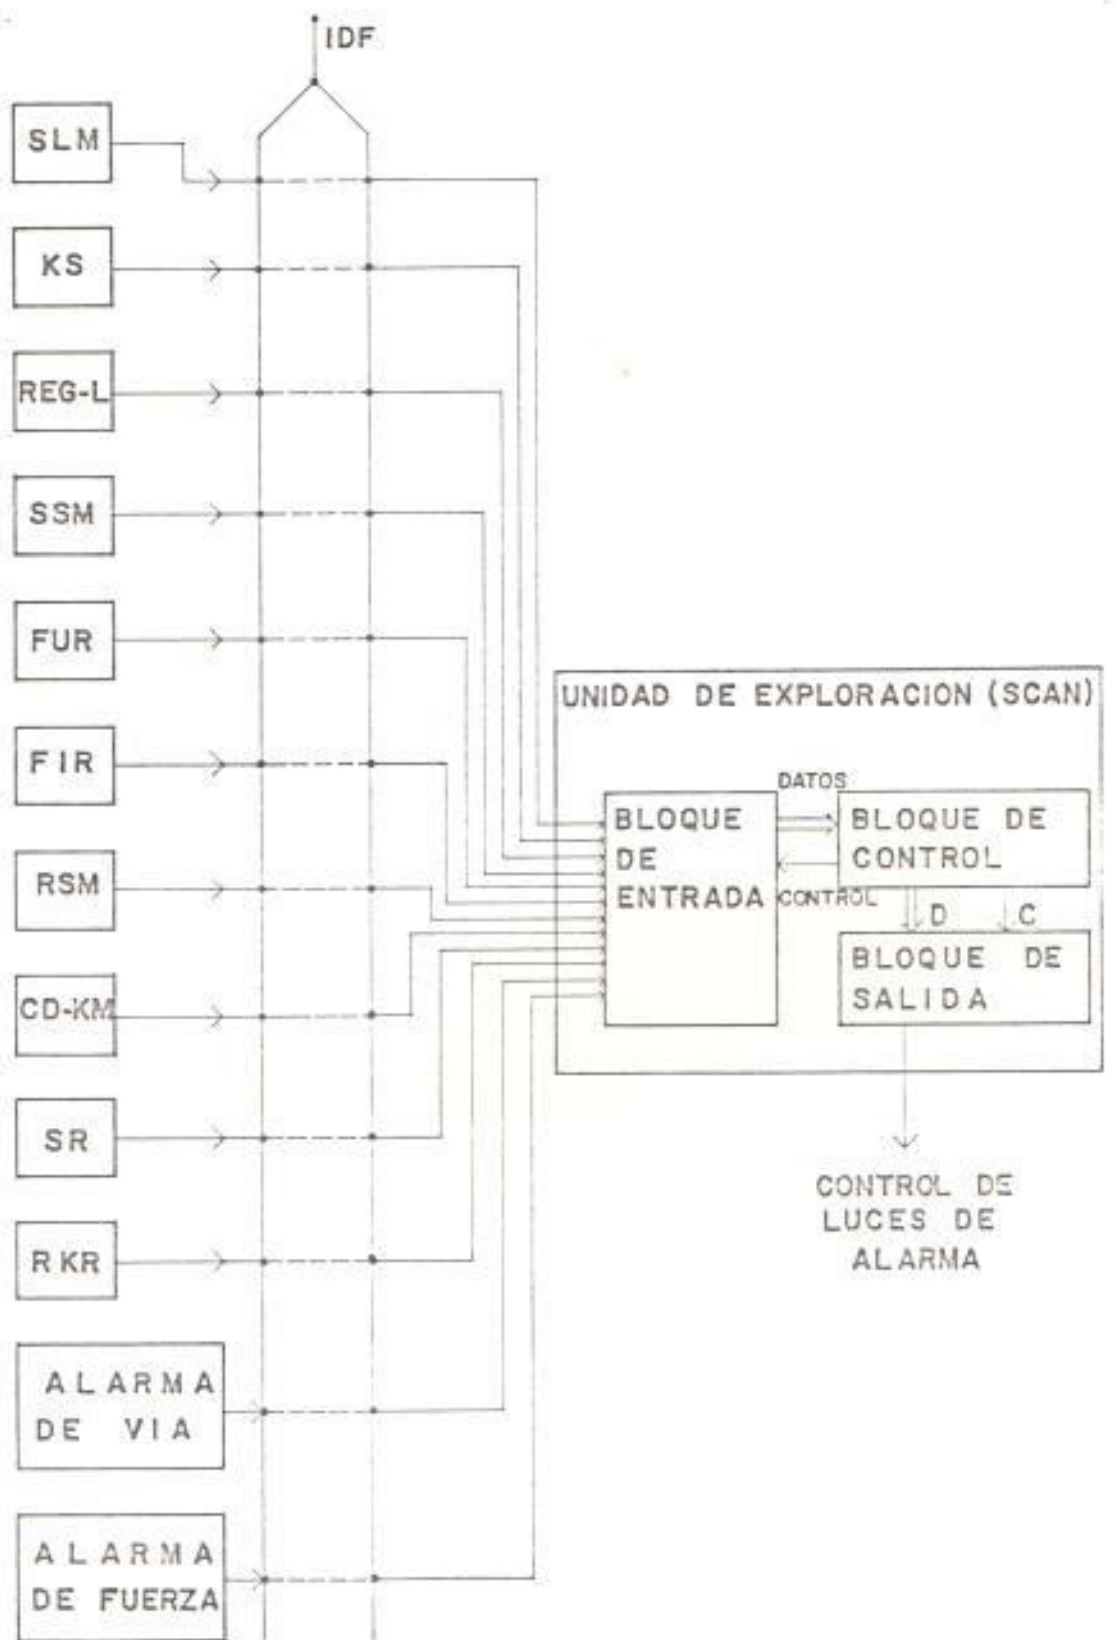 IDF
SLM
KS
REG-L
SSM
FUR
FIR
RSM
CD-KM
SR
RKR
ALARMA
DE VIA
ALARMA
DE FUERZA
UNIDAD DE EXPLORACION (SCAN)
BLOQUE
DE
ENTRADA
DATOS
CONTROL
BLOQUE DE
CONTROL
D
C
BLOQUE DE
SALIDA
CONTROL DE
LUCES DE
ALARMA